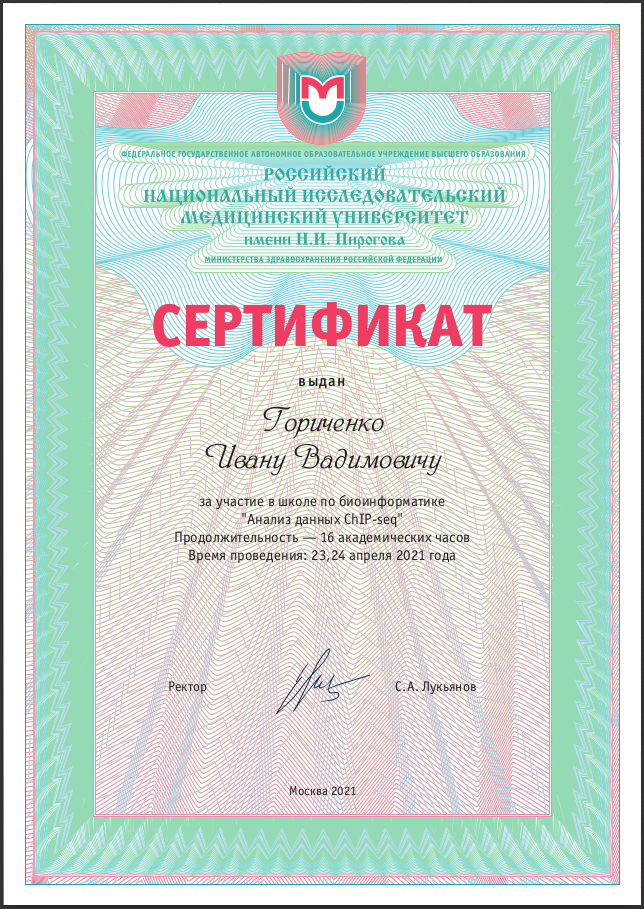 ФЕДЕРАЛЬНОЕ ГОСУДАРСТВЕННОЕ АВТОНОМНОЕ ОБРАЗОВАТЕЛЬНОЕ УЧРЕЖДЕНИЕ ВЫСШЕГО ОБРАЗОВАНИЯ
РОССИЙСКИЙ
НАЦИОНАЛЬНЫЙ ИССЛЕДОВАТЕЛЬСКИЙ
МЕДИЦИНСКИЙ УНИВЕРСИТЕТ
имени Н.И. Пирогова
МИНИСТЕРСТВА ЗДРАВООХРАНЕНИЯ РОССИЙСКОЙ ФЕДЕРАЦИИ
СЕРТИФИКАТ
выдан
Гориченко
Ивану Вадимовичу
за участие в школе по биоинформатике
"Анализ данных ChIP-seq"
Продолжительность — 16 академических часов
Время проведения: 23,24 апреля 2021 года
Ректор
С.А. Лукьянов
Москва 2021